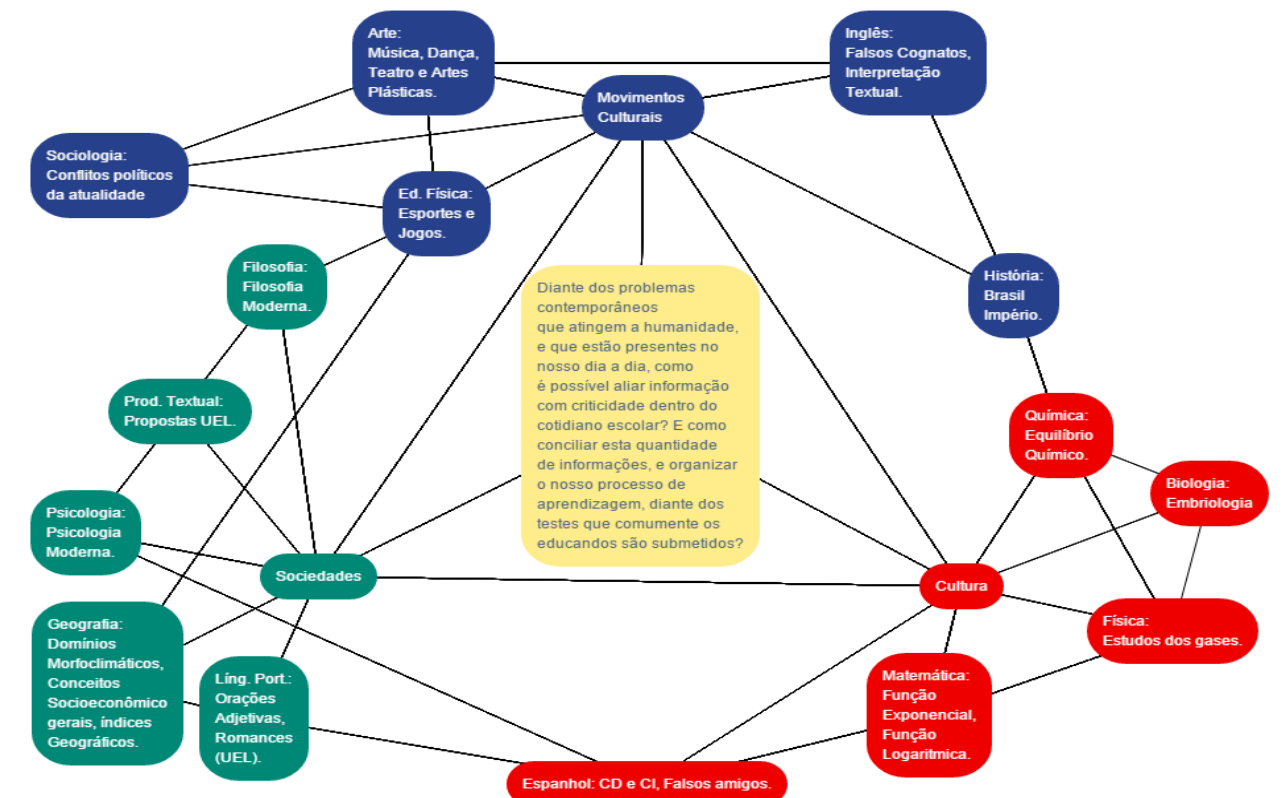 Arte:
Música, Dança,
Teatro e Artes
Plásticas.
Inglês:
Falsos Cognatos,
Interpretação
Textual.
Movimentos
Culturais
Sociologia:
Conflitos políticos
da atualidade
Ed. Física:
Esportes e
Jogos.
Filosofia:
Filosofia
Moderna.
História:
Brasil
Império.
Diante dos problemas
contemporâneos
que atingem a humanidade,
e que estão presentes no
nosso dia a dia, como
é possível aliar informação
com criticidade dentro do
cotidiano escolar? E como
conciliar esta quantidade
de informações, e organizar
o nosso processo de
aprendizagem, diante dos
testes que comumente os
educandos são submetidos?
Prod. Textual:
Propostas UEL.
Química:
Equilíbrio
Químico.
Biologia:
Embriologia
Psicologia:
Psicologia
Moderna.
Sociedades
Cultura
Geografia:
Domínios
Morfoclimáticos,
Conceitos
Socioeconômico
gerais, índices
Geográficos.
Líng. Port.:
Orações
Adjetivas,
Romances
(UEL).
Física:
Estudos dos gases.
Matemática:
Função
Exponencial,
Função
Logaritmica.
Espanhol: CD e CI, Falsos amigos.